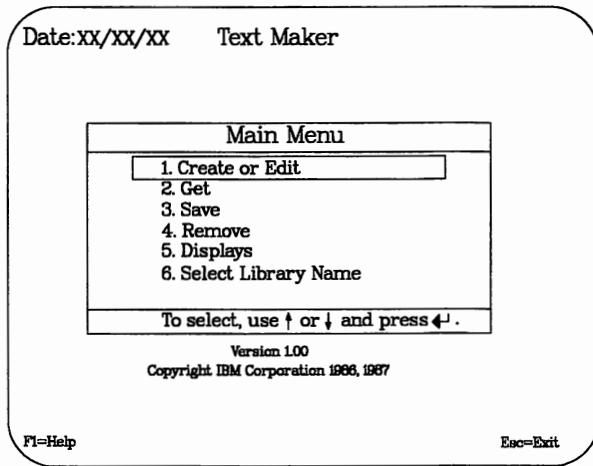 Date:XX/XX/XX Text Maker
Main Menu
1. Create or Edit
2. Get
3. Save
4. Remove
5. Displays
6. Select Library Name
To select, use ↑ or ↓ and press ↵.
Version 1.00
Copyright IBM Corporation 1986, 1987
F1=Help Esc=Exit